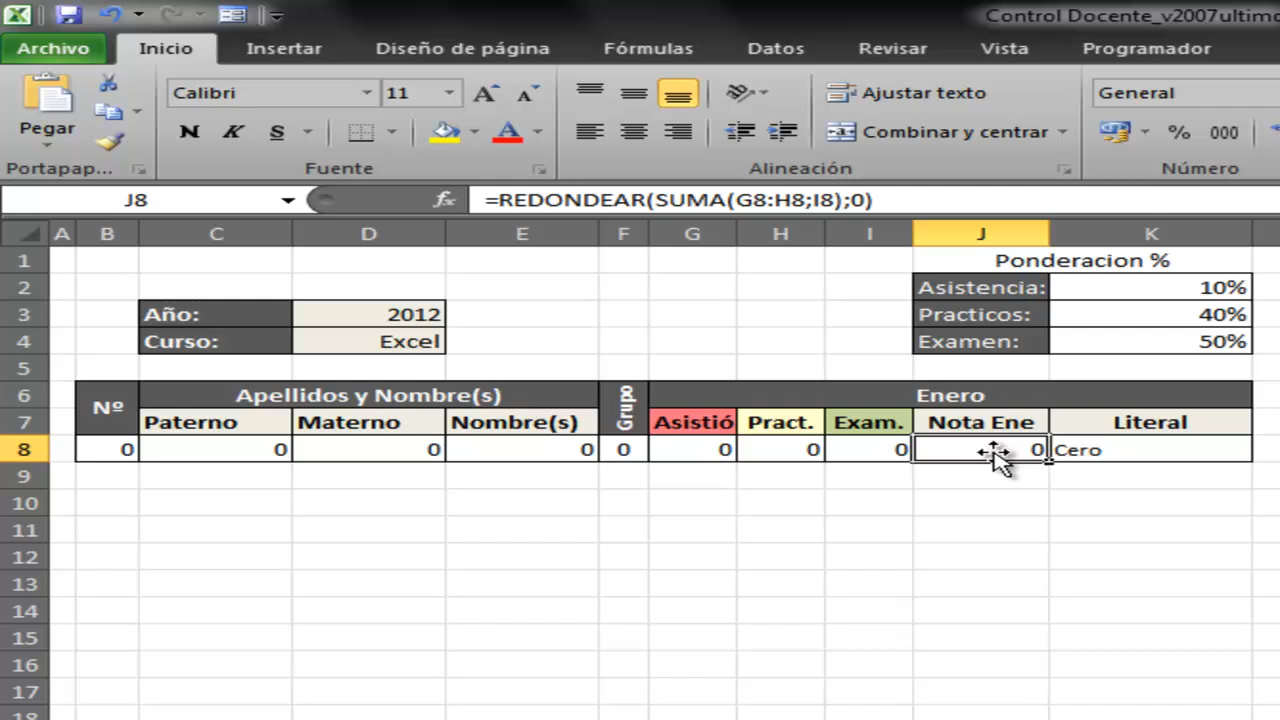 Control Docente_v2007ultimo
Archivo Inicio Insertar Diseño de página Fórmulas Datos Revisar Vista Programador
Pegar Calibri 11 A A Ajustar texto General
N K S A Combinar y centrar % 000
Portapap... Fuente Alineación Número
J8 fx =REDONDEAR(SUMA(G8:H8;I8);0)
A B C D E F G H I J K
1 Ponderacion %
2 Asistencia: 10%
3 Año: 2012 Practicos: 40%
4 Curso: Excel Examen: 50%
5
6 Nº Apellidos y Nombre(s) Grupo Enero
7 Paterno Materno Nombre(s) Asistió Pract. Exam. Nota Ene Literal
8 0 0 0 0 0 0 0 0 0 Cero
9
10
11
12
13
14
15
16
17
18